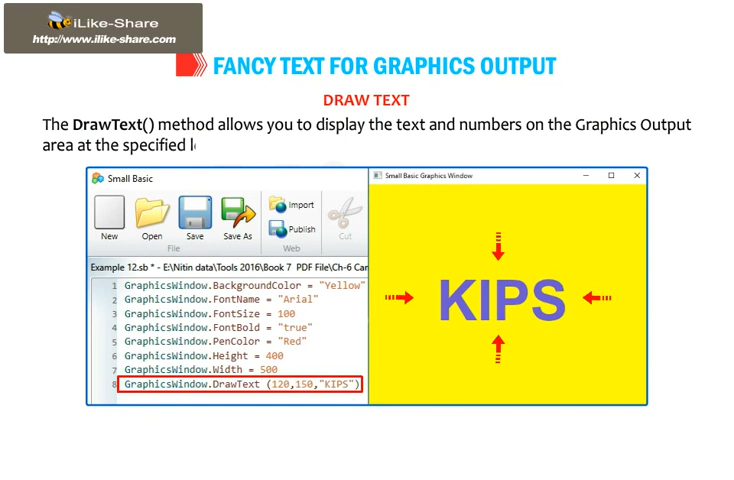 iLike-Share
http://www.ilike-share.com
FANCY TEXT FOR GRAPHICS OUTPUT
DRAW TEXT
The DrawText() method allows you to display the text and numbers on the Graphics Output
area at the specified l
Small Basic
New Open Save Save As Import Publish Cut
File Web
Example 12.sb * - E:\Nitin data\Tools 2016\Book 7 PDF File\Ch-6 Can
1 GraphicsWindow.BackgroundColor = "Yellow"
2 GraphicsWindow.FontName = "Arial"
3 GraphicsWindow.FontSize = 100
4 GraphicsWindow.FontBold = "true"
5 GraphicsWindow.PenColor = "Red"
6 GraphicsWindow.Height = 400
7 GraphicsWindow.Width = 500
8 GraphicsWindow.DrawText (120,150,"KIPS")
Small Basic Graphics Window
KIPS